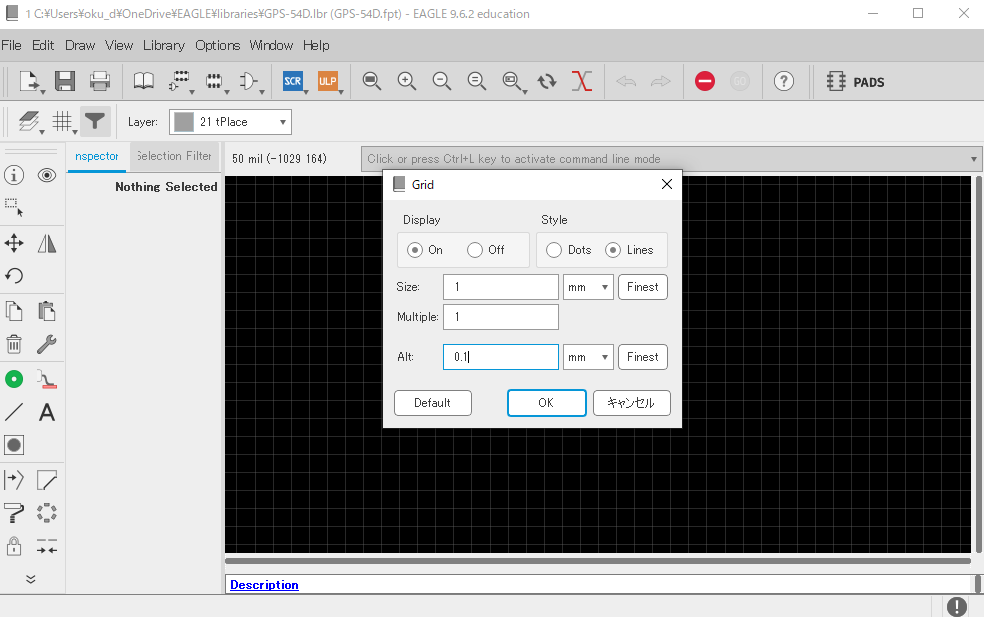 1 C:¥Users¥oku_d¥OneDrive¥EAGLE¥libraries¥GPS-54D.lbr (GPS-54D.fpt) - EAGLE 9.6.2 education
File Edit Draw View Library Options Window Help
SCR ULP PADS
Layer: 21 tPlace
nspector Selection Filter 50 mil (-1029 164) Click or press Ctrl+L key to activate command line mode
Nothing Selected
Grid
Display Style
On Off Dots Lines
Size: 1 mm Finest
Multiple: 1
Alt: 0.1 mm Finest
Default OK キャンセル
A
Description